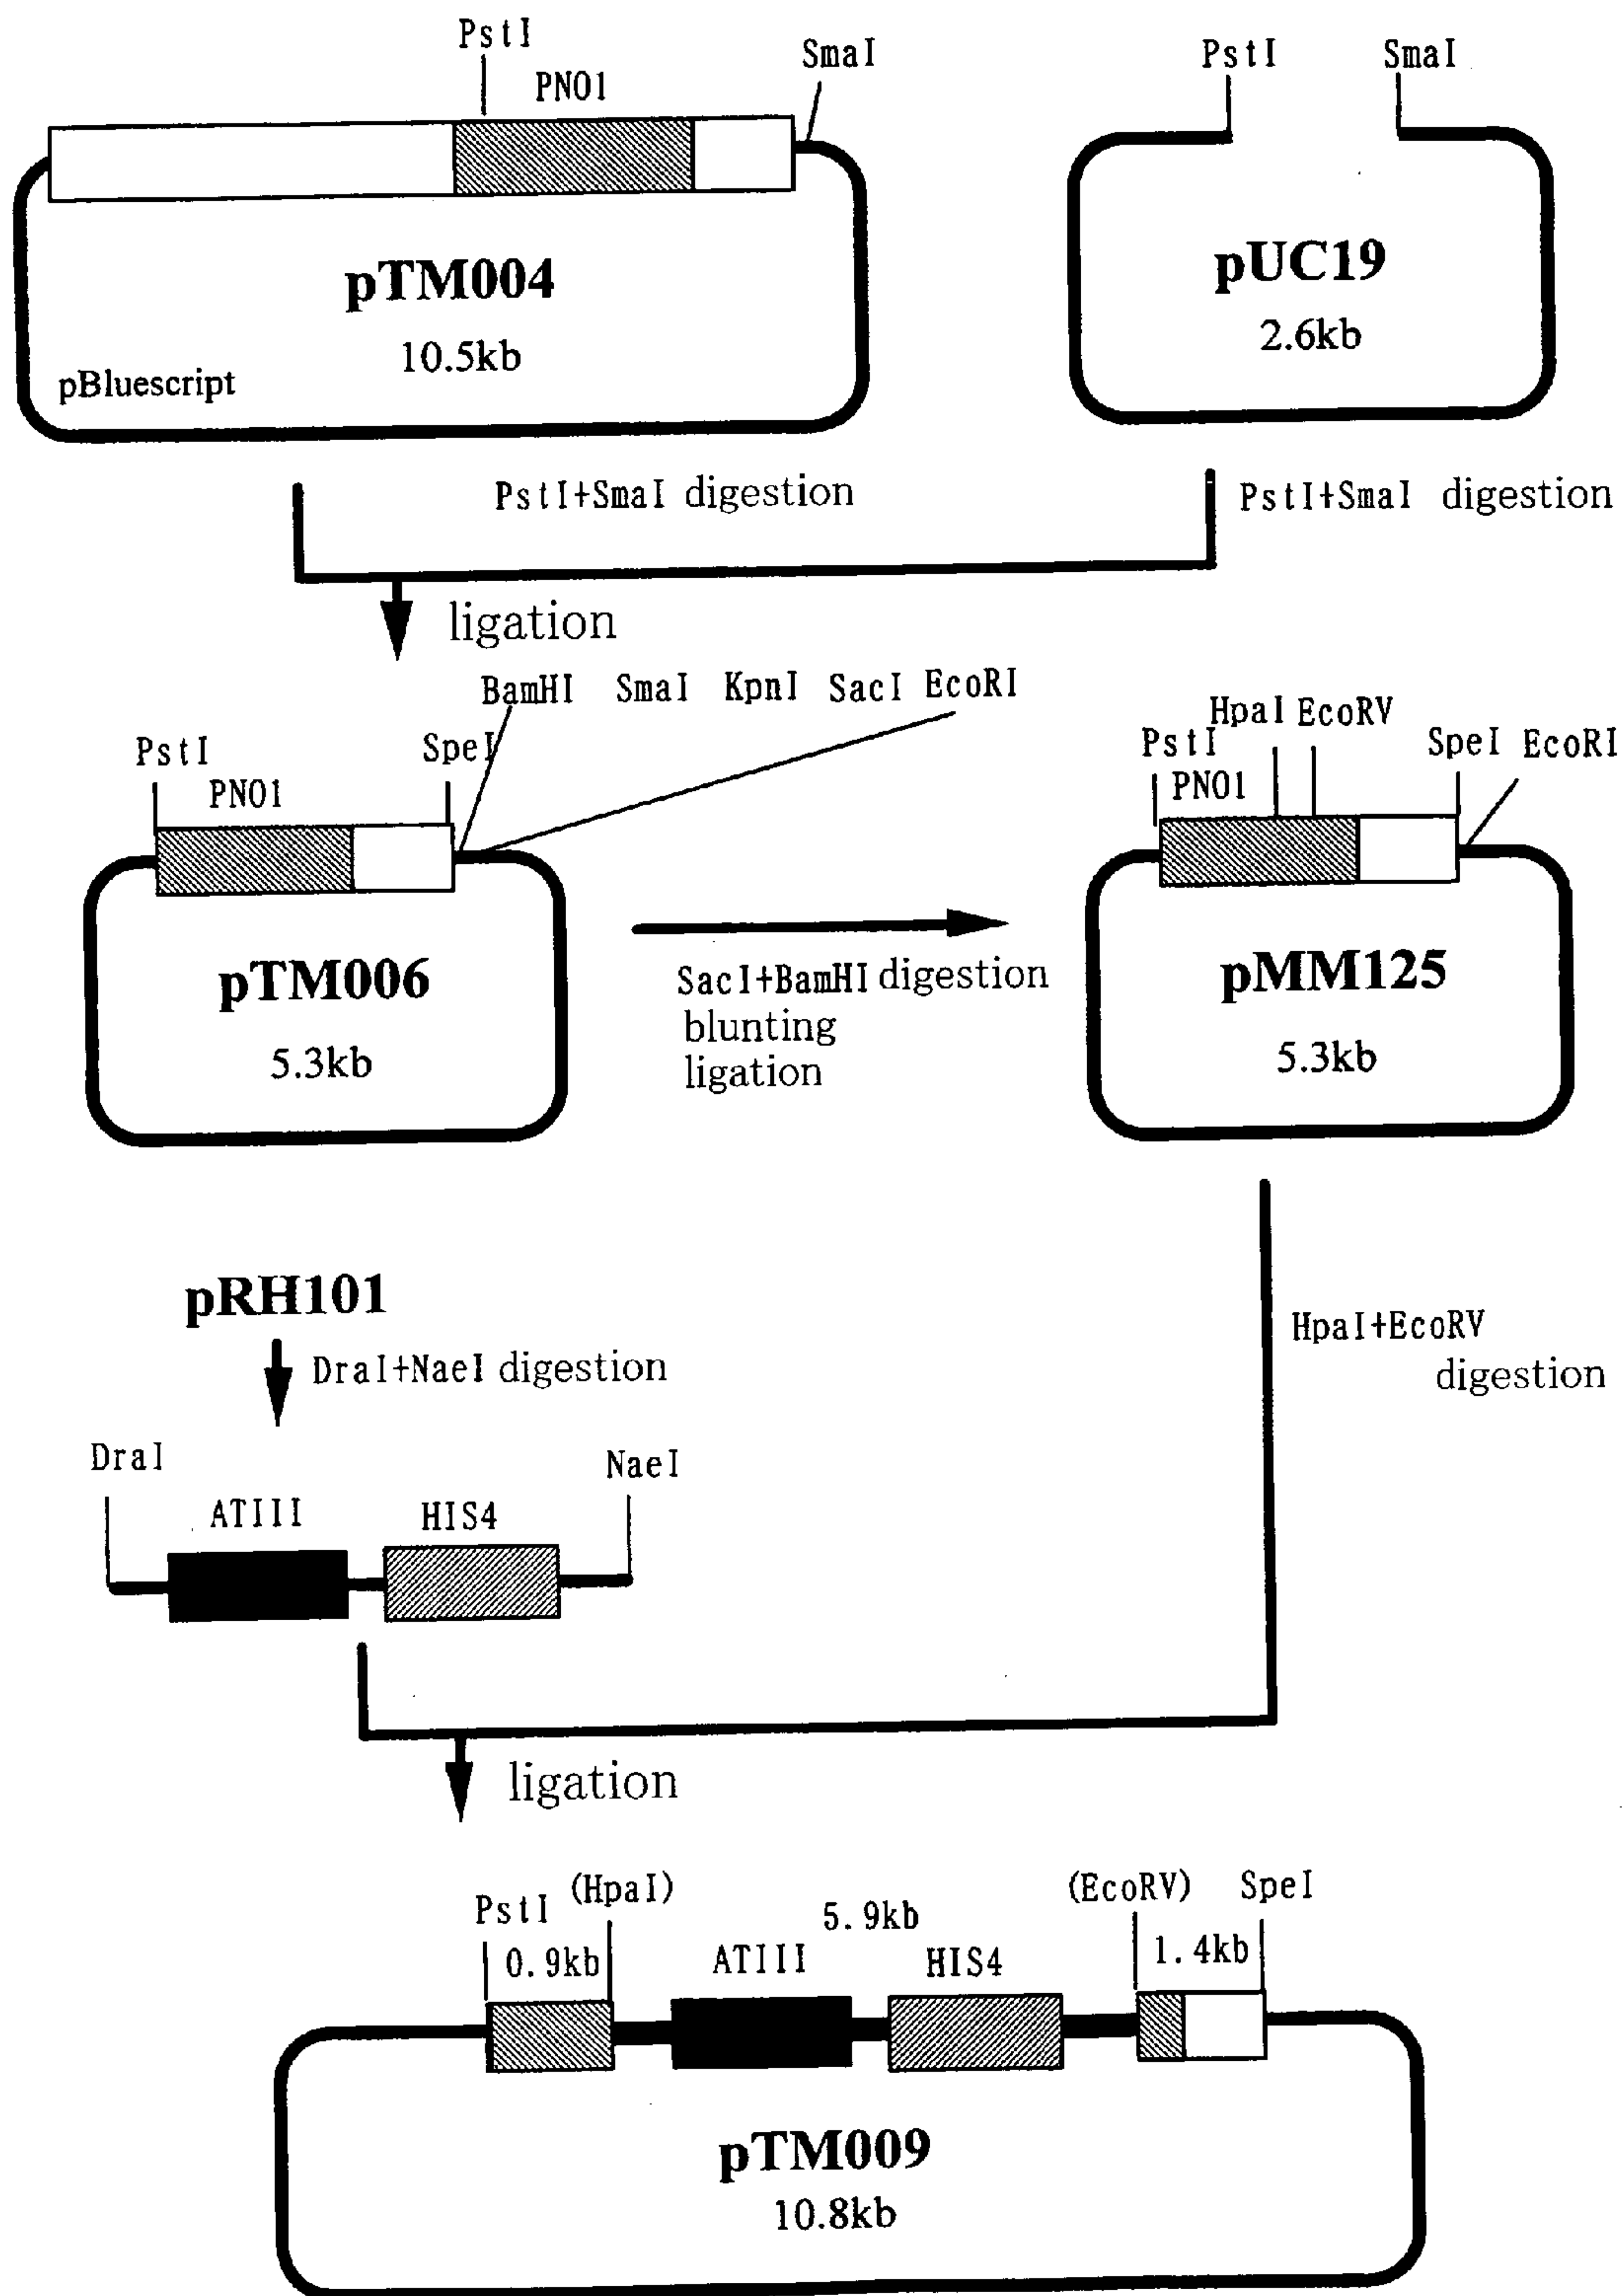 PstI
SmaI
PNO1
pTM004
10.5kb
pBluescript
PstI
SmaI
pUC19
2.6kb
PstI+SmaI digestion
PstI+SmaI digestion
ligation
BamHI SmaI KpnI SacI EcoRI
PstI
SpeI
PNO1
pTM006
5.3kb
SacI+BamHI digestion
blunting
ligation
HpaI EcoRV
PstI
SpeI EcoRI
PNO1
pMM125
5.3kb
pRH101
DraI+NaeI digestion
HpaI+EcoRV
digestion
DraI
NaeI
ATIII
HIS4
ligation
PstI (HpaI)
(EcoRV) SpeI
5.9kb
0.9kb
ATIII
HIS4
1.4kb
pTM009
10.8kb